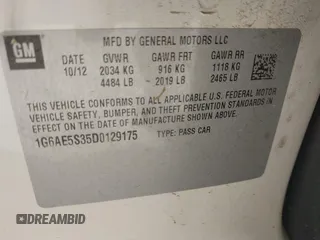 GM
MFD BY GENERAL MOTORS LLC
10/12 GVWR GAWR FRT GAWR RR
2034 KG 916 KG 1118 KG
4484 LB 2019 LB 2465 LB
THIS VEHICLE CONFORMS TO ALL APPLICABLE U.S. FEDERAL MOTOR
VEHICLE SAFETY, BUMPER, AND THEFT PREVENTION STANDARDS IN
EFFECT ON THE DATE OF MANUFACTURE SHOWN ABOVE.
1G6AE5S35D0129175 TYPE: PASS CAR
BIDHISTORY